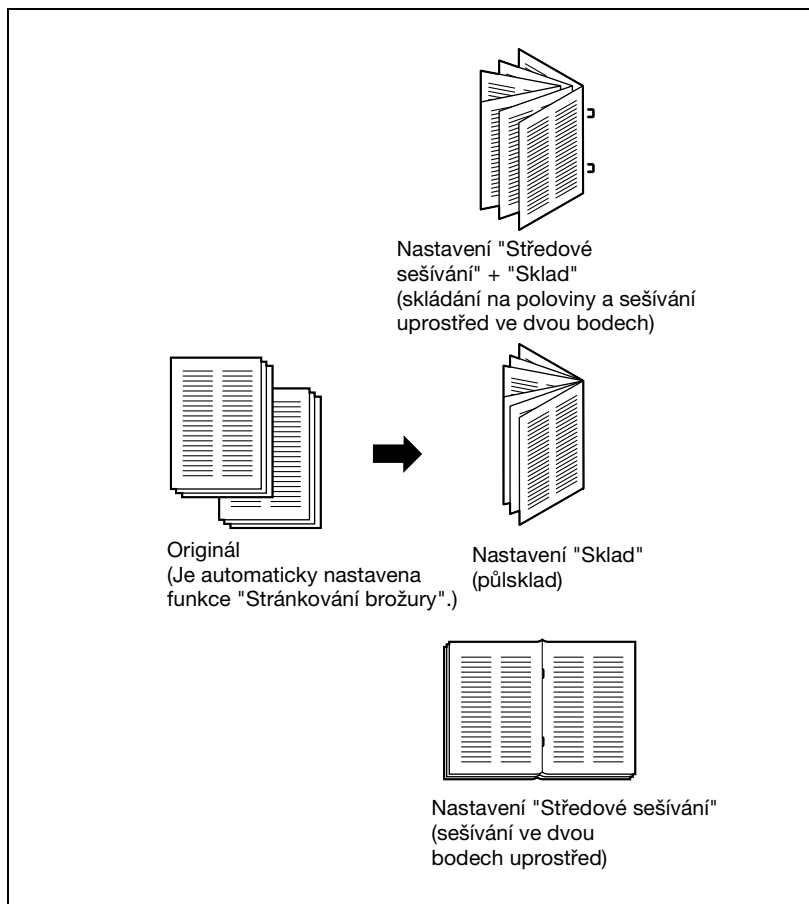 Nastavení "Středové
sešívání" + "Sklad"
(skládání na poloviny a sešívání
uprostřed ve dvou bodech)
Originál
(Je automaticky nastavena
funkce "Stránkování brožury".)
Nastavení "Sklad"
(půlsklad)
Nastavení "Středové sešívání"
(sešívání ve dvou
bodech uprostřed)